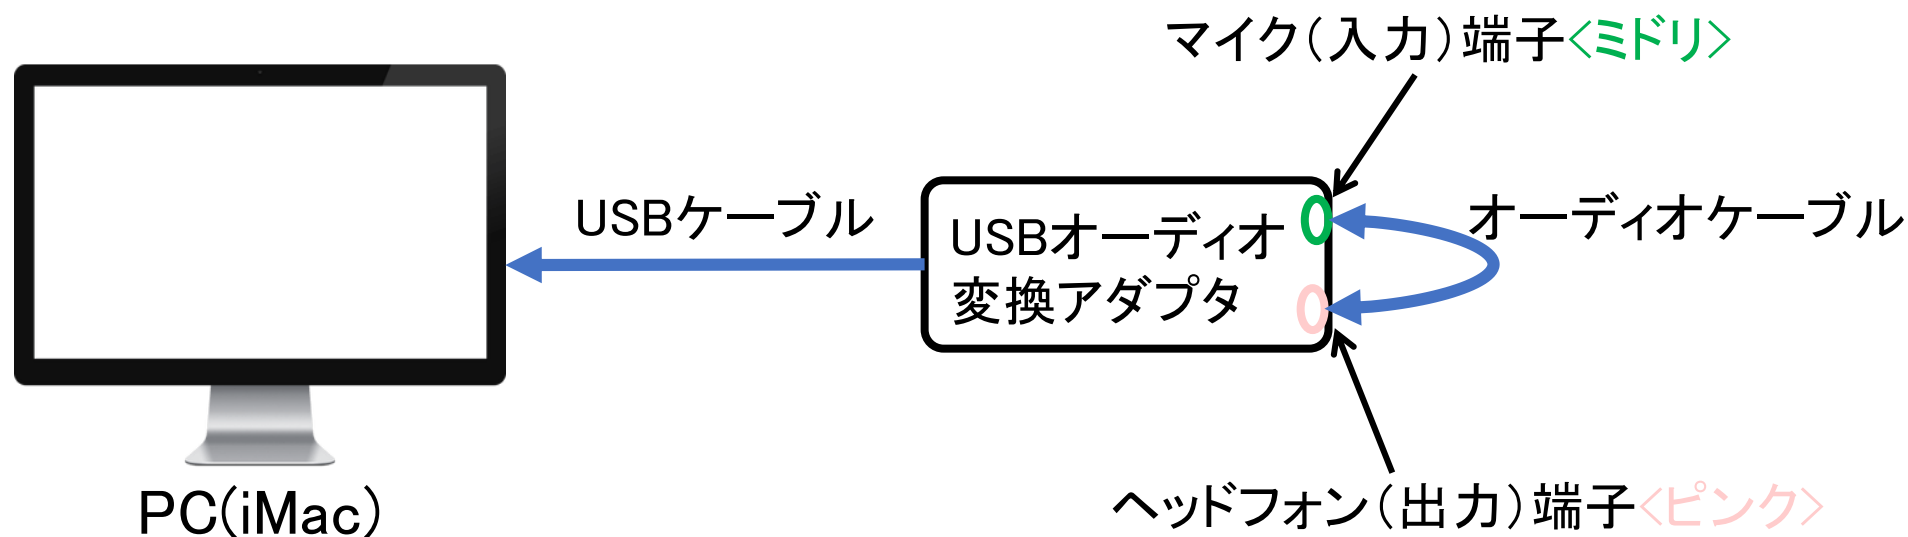 マイク（入力）端子<ミドリ>
USBケーブル
オーディオケーブル
USBオーディオ
変換アダプタ
ヘッドフォン（出力）端子<ピンク>
PC(iMac)